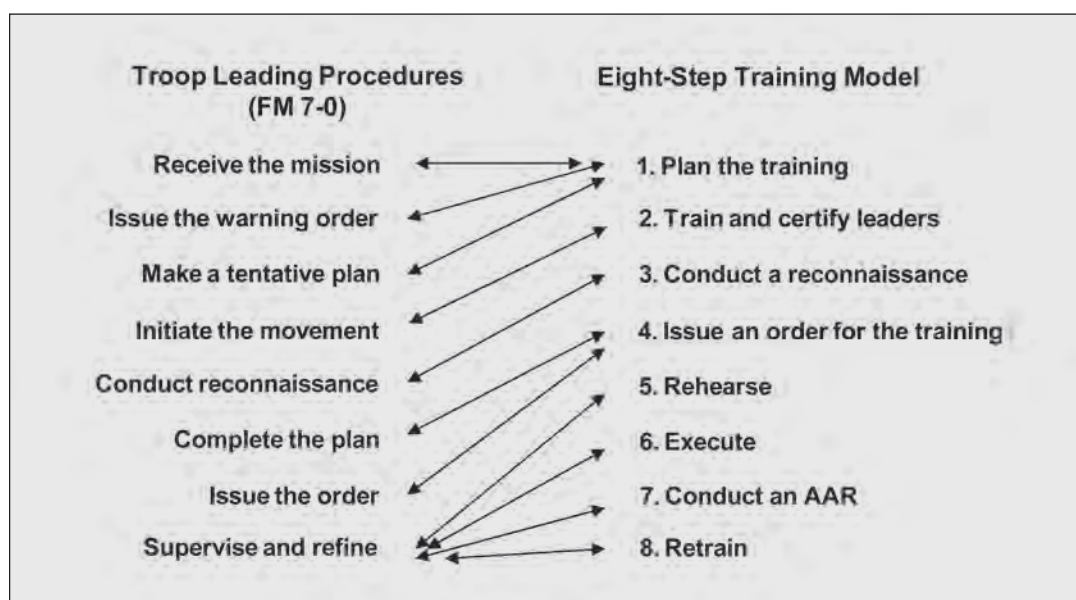 Troop Leading Procedures
(FM 7-0)
Receive the mission
Issue the warning order
Make a tentative plan
Initiate the movement
Conduct reconnaissance
Complete the plan
Issue the order
Supervise and refine
Eight-Step Training Model
1. Plan the training
2. Train and certify leaders
3. Conduct a reconnaissance
4. Issue an order for the training
5. Rehearse
6. Execute
7. Conduct an AAR
8. Retrain